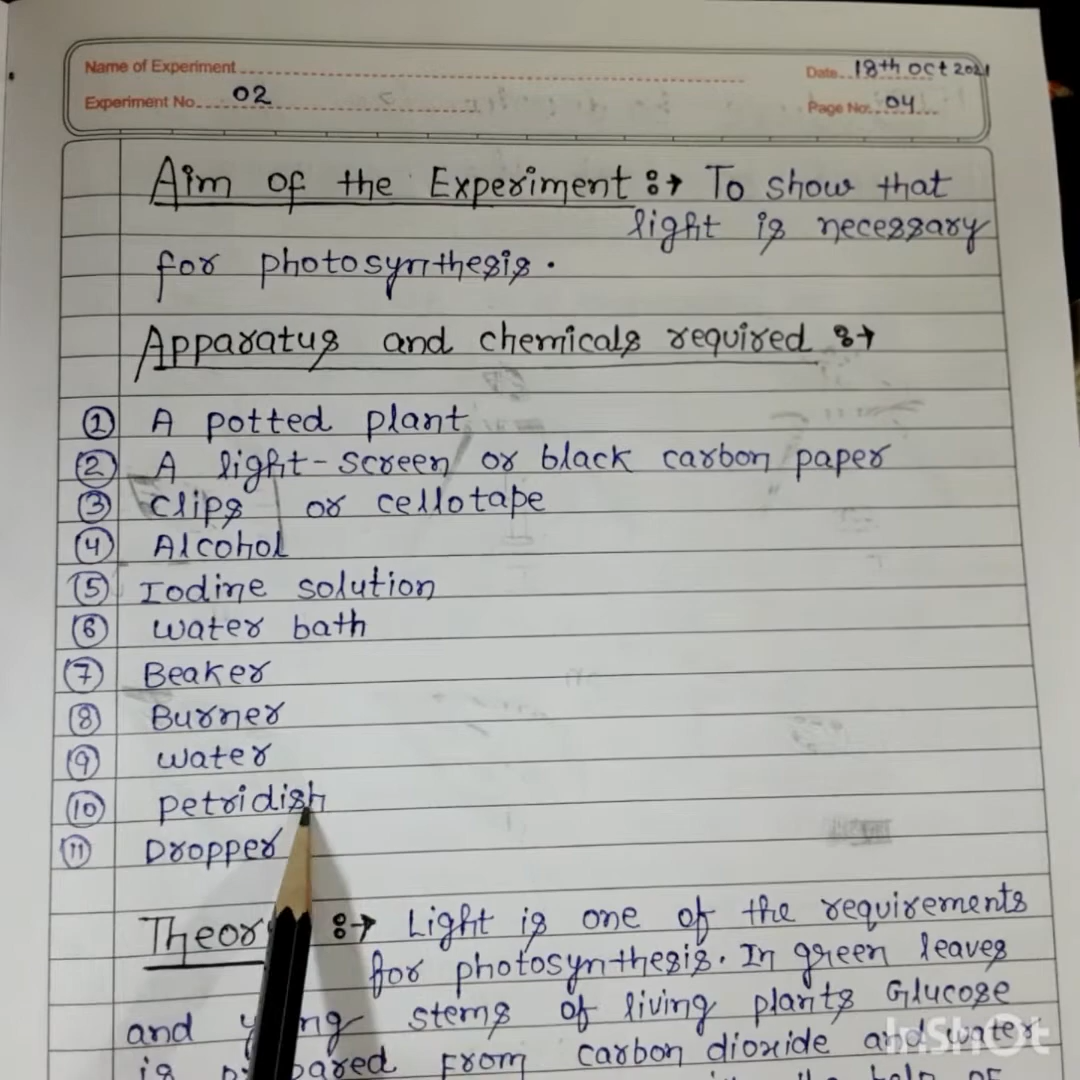 Name of Experiment
Date 18th Oct 2021
Experiment No. 02
Page No. 04
Aim of the Experiment :→ To show that
light is necessary
for photosynthesis.
Apparatus and chemicals required :→
1 A potted plant
2 A light-screen or black carbon paper
3 Clips or cellotape
4 Alcohol
5 Iodine solution
6 Water bath
7 Beaker
8 Burner
9 Water
10 Petridish
11 Dropper
:→ Light is one of the requirements
for photosynthesis. In green leaves
and stems of living plants Glucose
is from carbon dioxide and water
InShOt